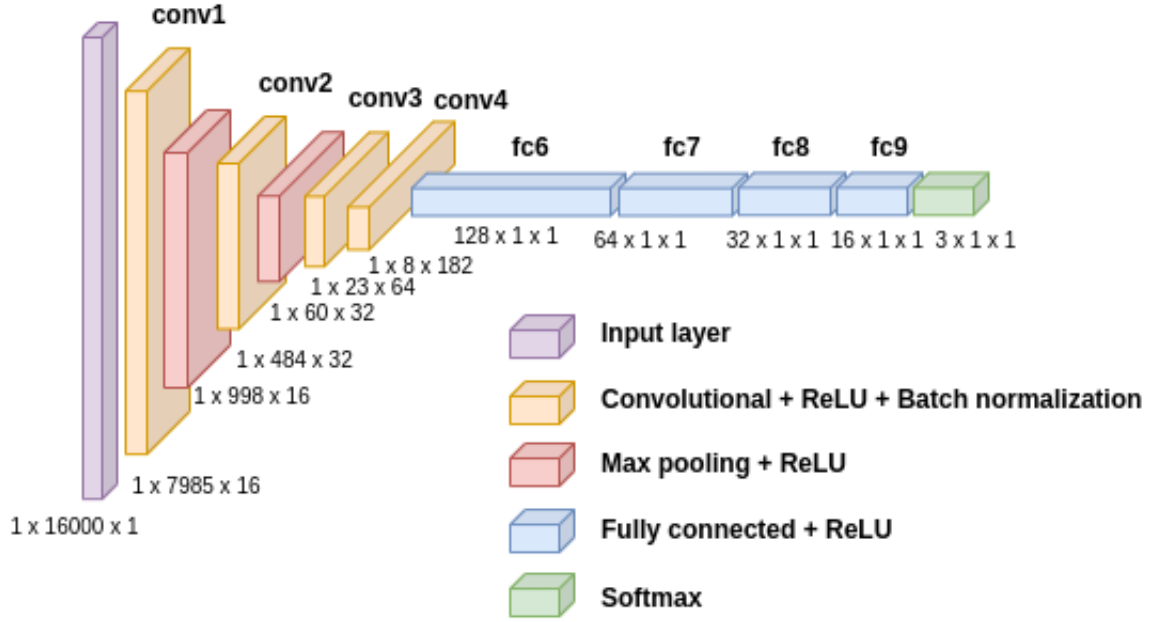 conv1
conv2
conv3
conv4
fc6
fc7
fc8
fc9
128 x 1 x 1
64 x 1 x 1
32 x 1 x 1
16 x 1 x 1
3 x 1 x 1
1 x 8 x 182
1 x 23 x 64
1 x 60 x 32
1 x 484 x 32
1 x 998 x 16
1 x 7985 x 16
1 x 16000 x 1
Input layer
Convolutional + ReLU + Batch normalization
Max pooling + ReLU
Fully connected + ReLU
Softmax